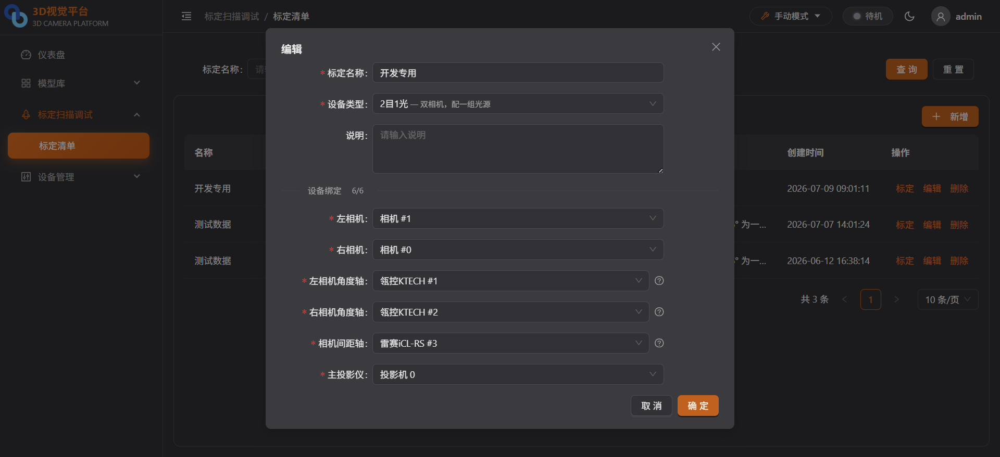 3D视觉平台
3D CAMERA PLATFORM
仪表盘
模型库
标定扫描调试
标定清单
设备管理
标定扫描调试 / 标定清单
手动模式
待机
admin
标定名称:
查 询
重 置
+ 新增
名称
创建时间
操作
开发专用
2026-07-09 09:01:11
标定 编辑 删除
测试数据
° 为一...
2026-07-07 14:01:24
标定 编辑 删除
测试数据
° 为一...
2026-06-12 16:38:14
标定 编辑 删除
共 3 条
< 1 >
10 条/页
编辑
* 标定名称: 开发专用
* 设备类型: 2目1光 — 双相机，配一组光源
说明: 请输入说明
设备绑定 6/6
* 左相机: 相机 #1
* 右相机: 相机 #0
* 左相机角度轴: 瓴控KTECH #1
* 右相机角度轴: 瓴控KTECH #2
* 相机间距轴: 雷赛iCL-RS #3
* 主投影仪: 投影机 0
取 消
确 定